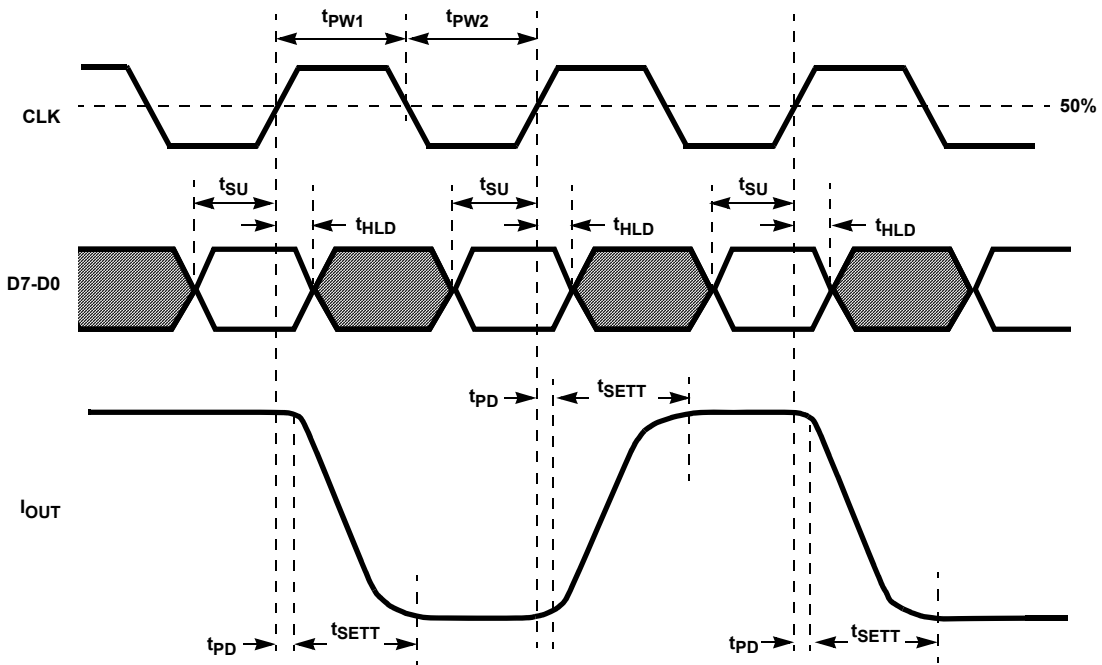 tPW1 tPW2
CLK
50%
tSU tSU tSU
tHLD tHLD tHLD
D7-D0
tPD tSETT
IOUT
tPD tSETT tPD tSETT